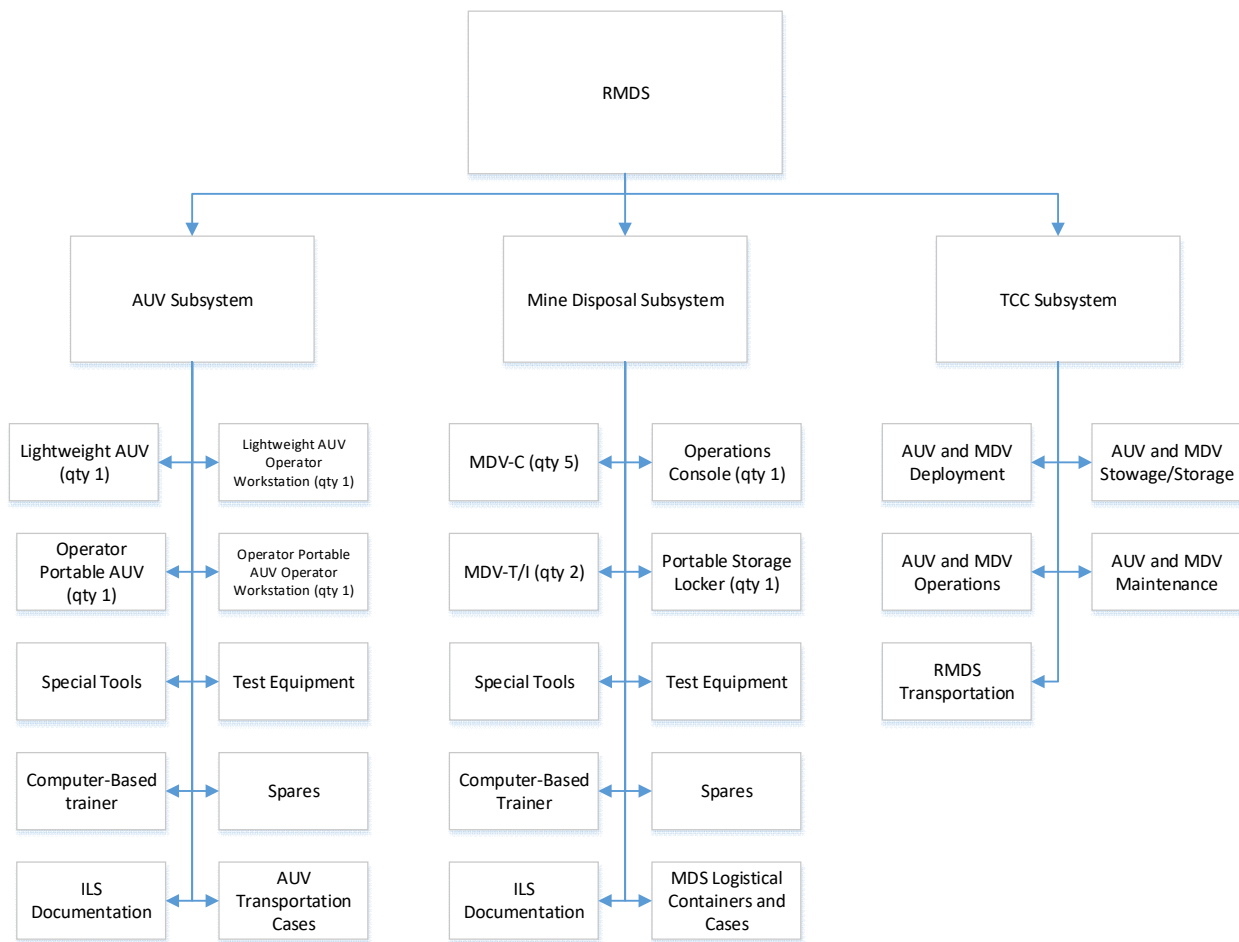 RMDS
AUV Subsystem
Mine Disposal Subsystem
TCC Subsystem
Lightweight AUV
(qty 1)
Lightweight AUV
Operator
Workstation (qty 1)
MDV-C (qty 5)
Operations
Console (qty 1)
AUV and MDV
Deployment
AUV and MDV
Stowage/Storage
Operator
Portable AUV
(qty 1)
Operator Portable
AUV Operator
Workstation (qty 1)
MDV-T/I (qty 2)
Portable Storage
Locker (qty 1)
AUV and MDV
Operations
AUV and MDV
Maintenance
Special Tools
Test Equipment
Special Tools
Test Equipment
RMDS
Transportation
Computer-Based
trainer
Spares
Computer-Based
Trainer
Spares
ILS
Documentation
AUV
Transportation
Cases
ILS
Documentation
MDS Logistical
Containers and
Cases